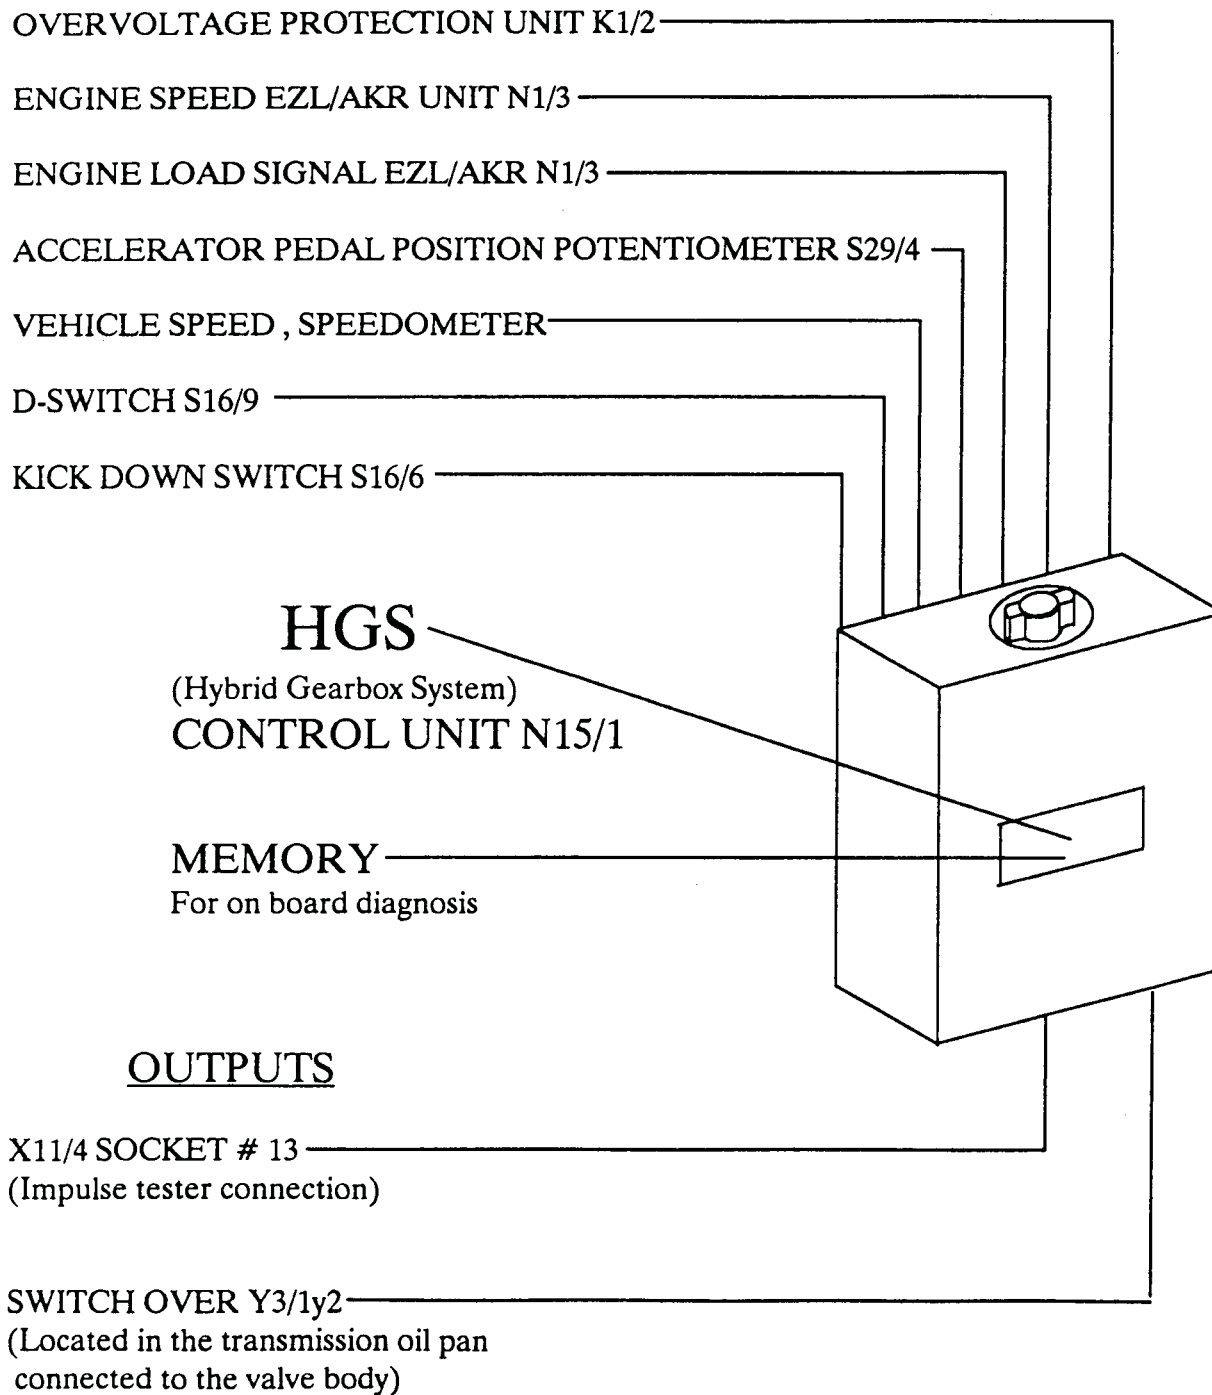 OVERVOLTAGE PROTECTION UNIT K1/2
ENGINE SPEED EZL/AKR UNIT N1/3
ENGINE LOAD SIGNAL EZL/AKR N1/3
ACCELERATOR PEDAL POSITION POTENTIOMETER S29/4
VEHICLE SPEED , SPEEDOMETER
D-SWITCH S16/9
KICK DOWN SWITCH S16/6
HGS
(Hybrid Gearbox System)
CONTROL UNIT N15/1
MEMORY
For on board diagnosis
OUTPUTS
X11/4 SOCKET # 13
(Impulse tester connection)
SWITCH OVER Y3/1y2
(Located in the transmission oil pan
connected to the valve body)